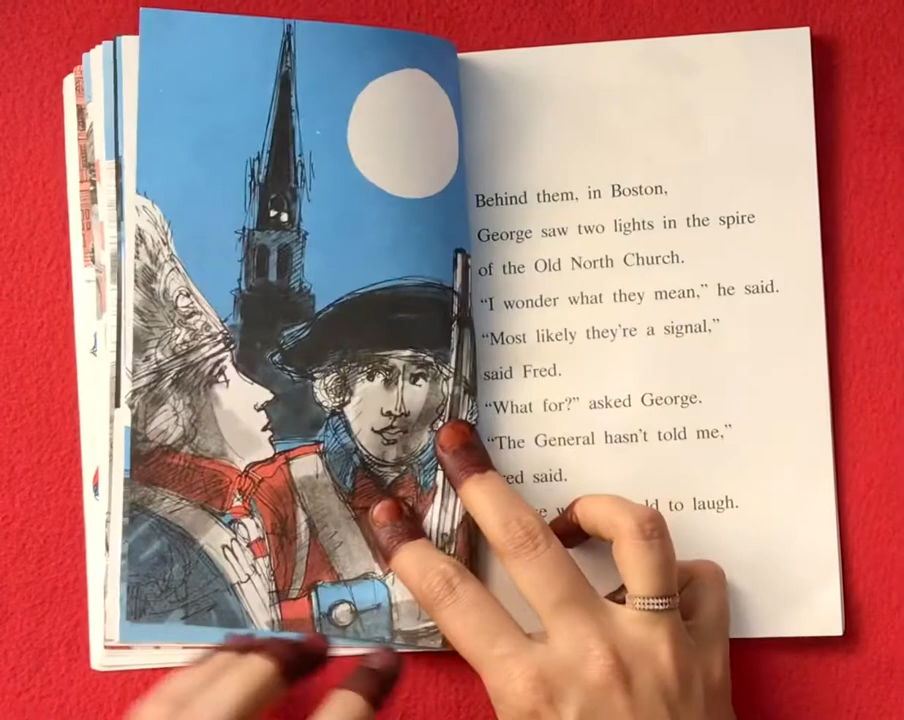 Behind them, in Boston,
George saw two lights in the spire
of the Old North Church.
“I wonder what they mean,” he said.
“Most likely they’re a signal,”
said Fred.
“What for?” asked George.
“The General hasn’t told me,”
said.
to laugh.